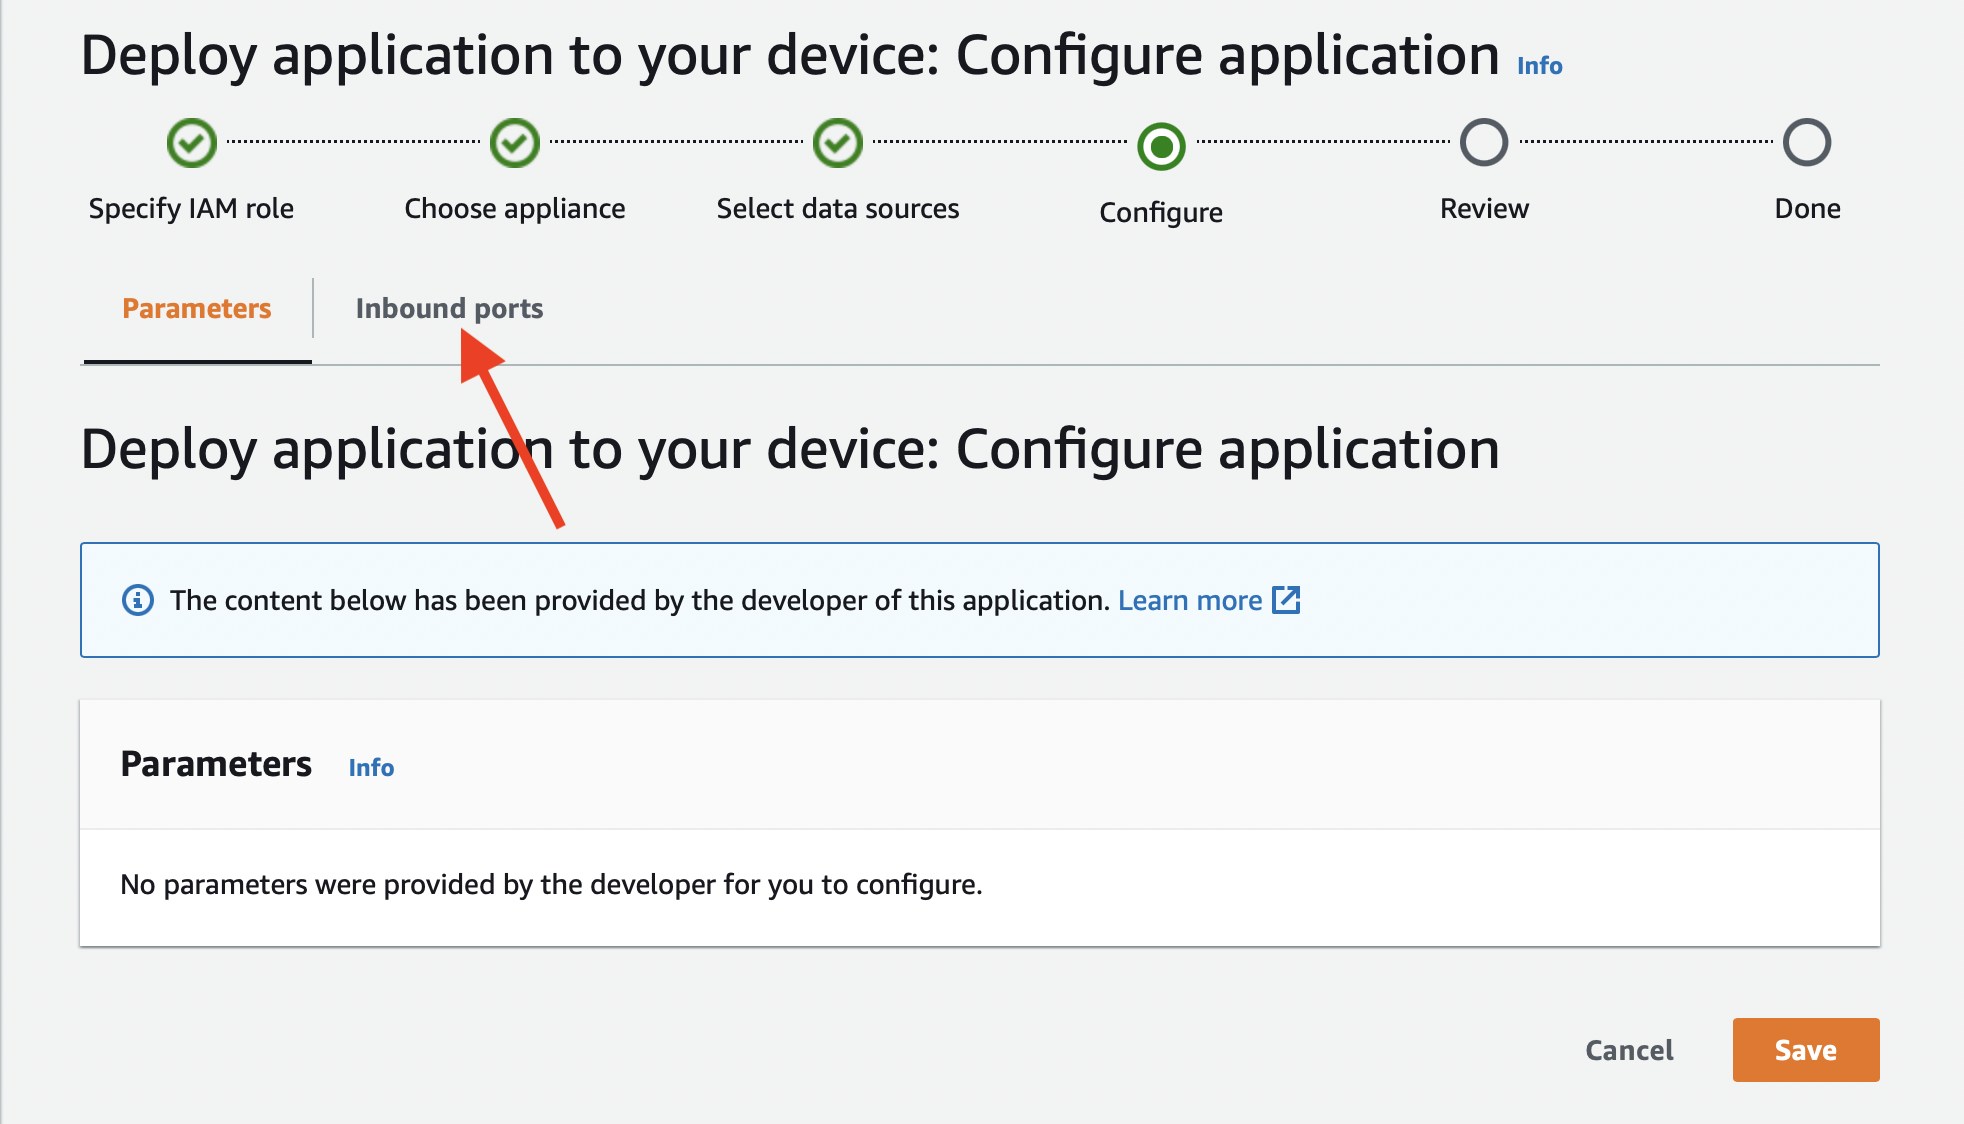 Deploy application to your device: Configure application Info
Specify IAM role Choose appliance Select data sources Configure Review Done
Parameters Inbound ports
Deploy application to your device: Configure application
The content below has been provided by the developer of this application. Learn more
Parameters Info
No parameters were provided by the developer for you to configure.
Cancel Save